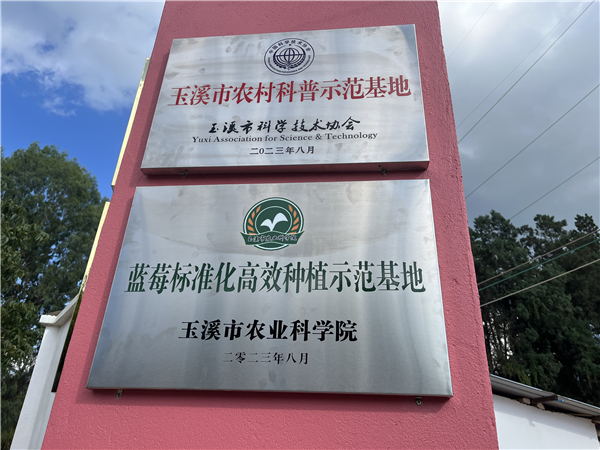 玉溪市农村科普示范基地
玉溪市科学技术协会
Yuxi Association for Science & Technology
二〇二三年八月
蓝莓标准化高效种植示范基地
玉溪市农业科学院
二零二三年八月